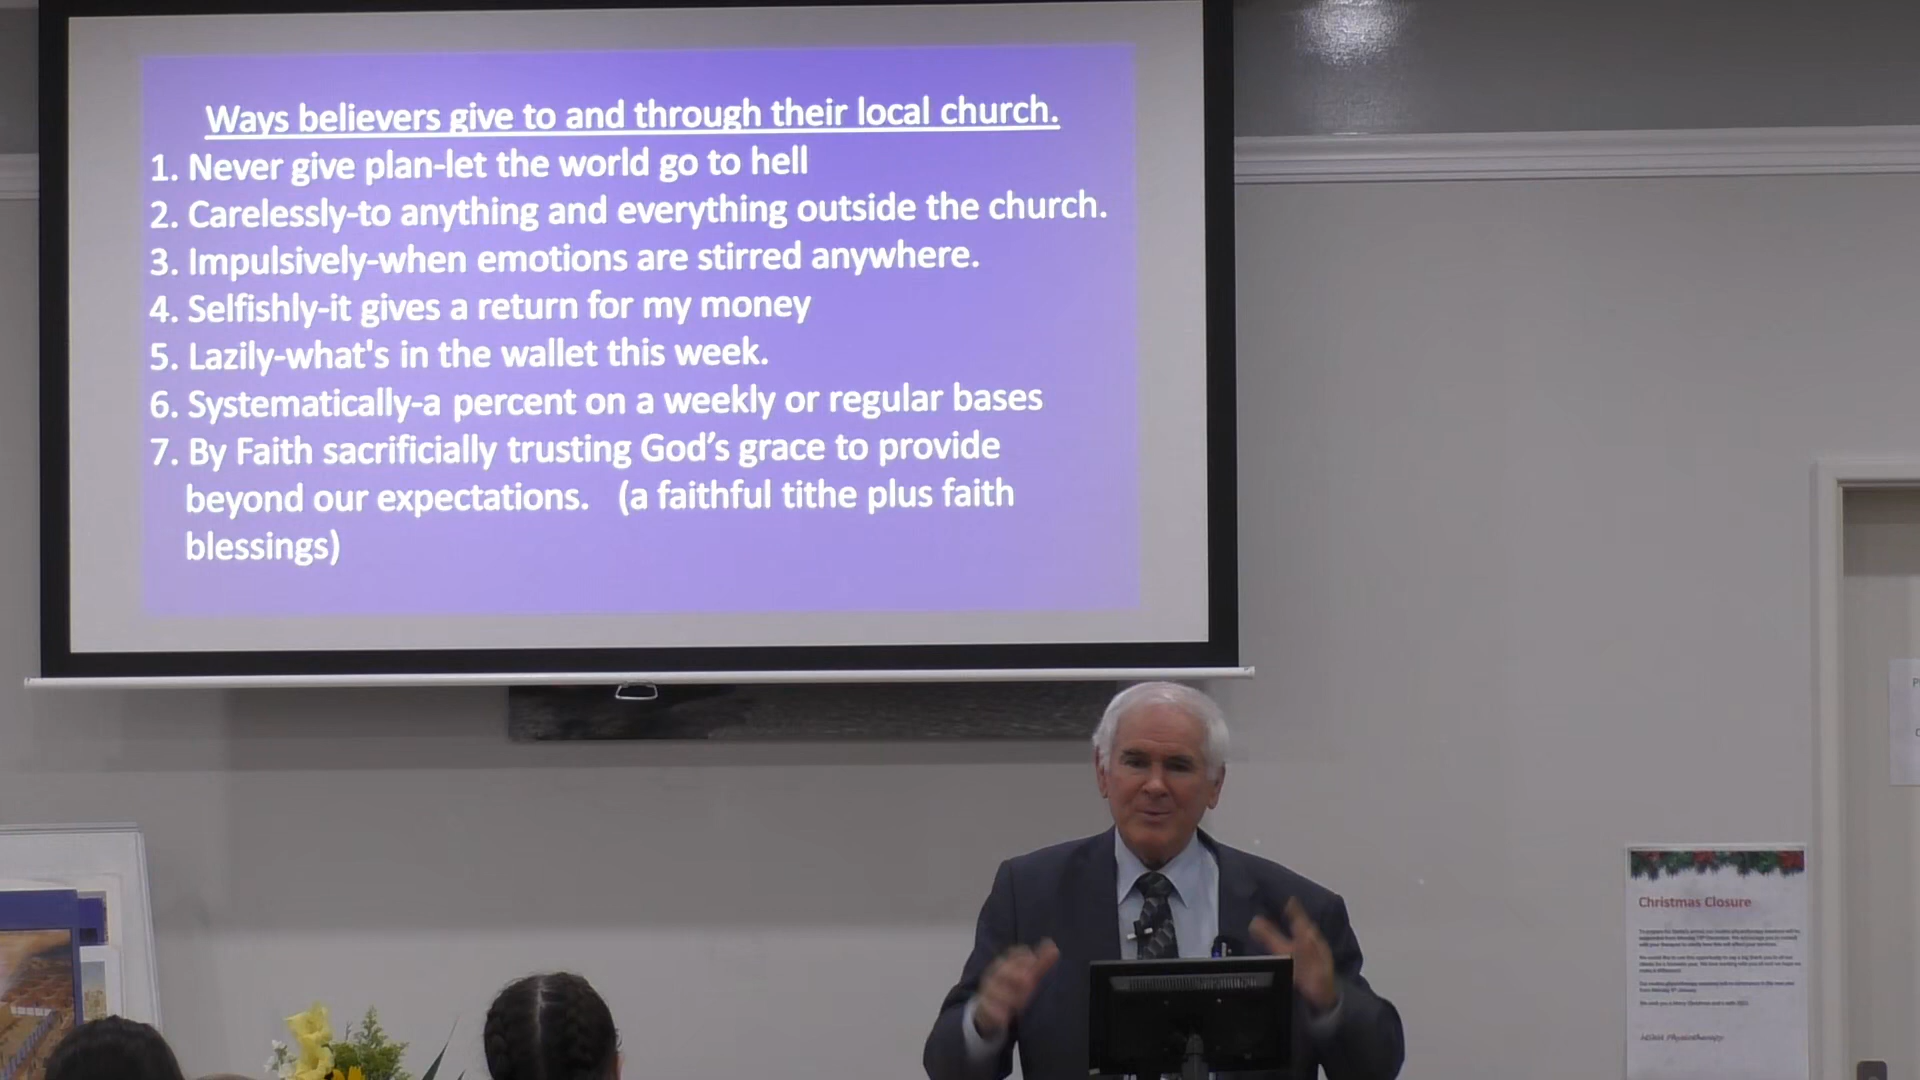 Ways believers give to and through their local church.
1. Never give plan-let the world go to hell
2. Carelessly-to anything and everything outside the church.
3. Impulsively-when emotions are stirred anywhere.
4. Selfishly-it gives a return for my money
5. Lazily-what's in the wallet this week.
6. Systematically-a percent on a weekly or regular bases
7. By Faith sacrificially trusting God’s grace to provide
beyond our expectations. (a faithful tithe plus faith
blessings)
Christmas Closure
Physiotherapy